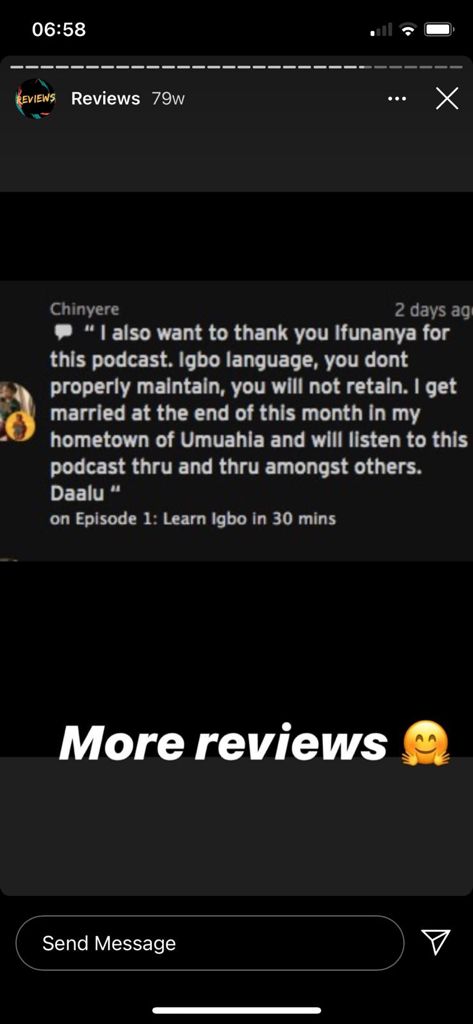 06:58
REVIEWS
Reviews 79w
Chinyere 2 days ag
“ I also want to thank you Ifunanya for
this podcast. Igbo language, you dont
properly maintain, you will not retain. I get
married at the end of this month in my
hometown of Umuahia and will listen to this
podcast thru and thru amongst others.
Daalu “
on Episode 1: Learn Igbo in 30 mins
More reviews 🤗
Send Message